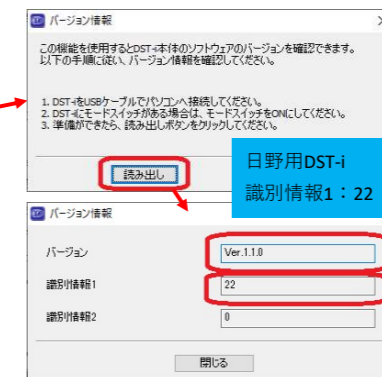 バージョン情報
この機能を使用するとDST-i本体のソフトウェアのバージョンを確認できます。
以下の手順に従い、バージョン情報を確認してください。
1. DST-iをUSBケーブルでパソコンへ接続してください。
2. DST-iにモードスイッチがある場合は、モードスイッチをONにしてください。
3. 準備ができたら、読み出しボタンをクリックしてください。
読み出し
日野用DST-i
識別情報1：22
バージョン情報
バージョン
Ver.1.1.0
識別情報1
22
識別情報2
0
閉じる